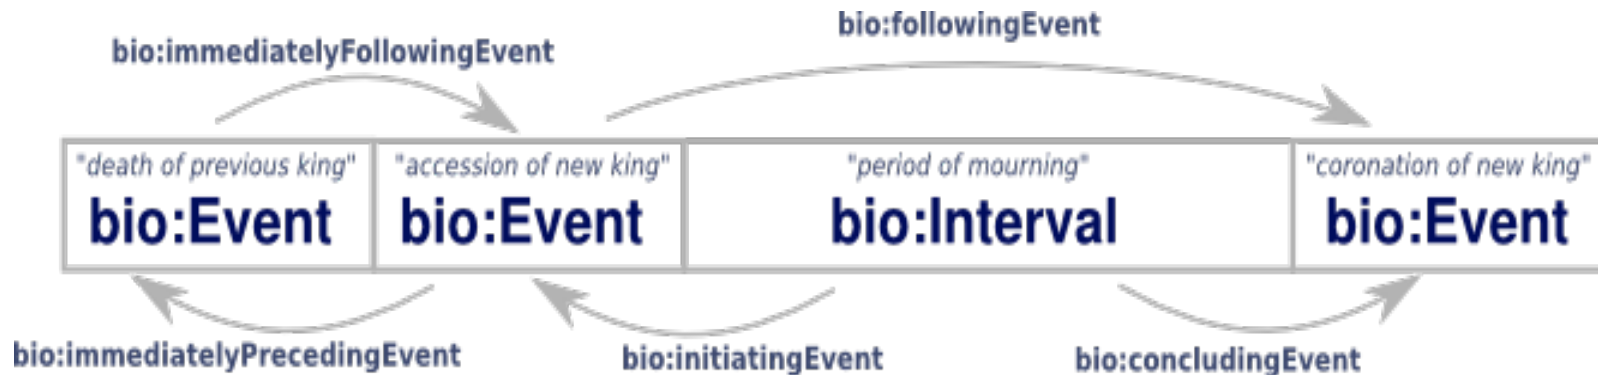 bio:followingEvent
bio:immediatelyFollowingEvent
"death of previous king"
bio:Event
"accession of new king"
bio:Event
"period of mourning"
bio:Interval
"coronation of new king"
bio:Event
bio:immediatelyPrecedingEvent
bio:initiatingEvent
bio:concludingEvent